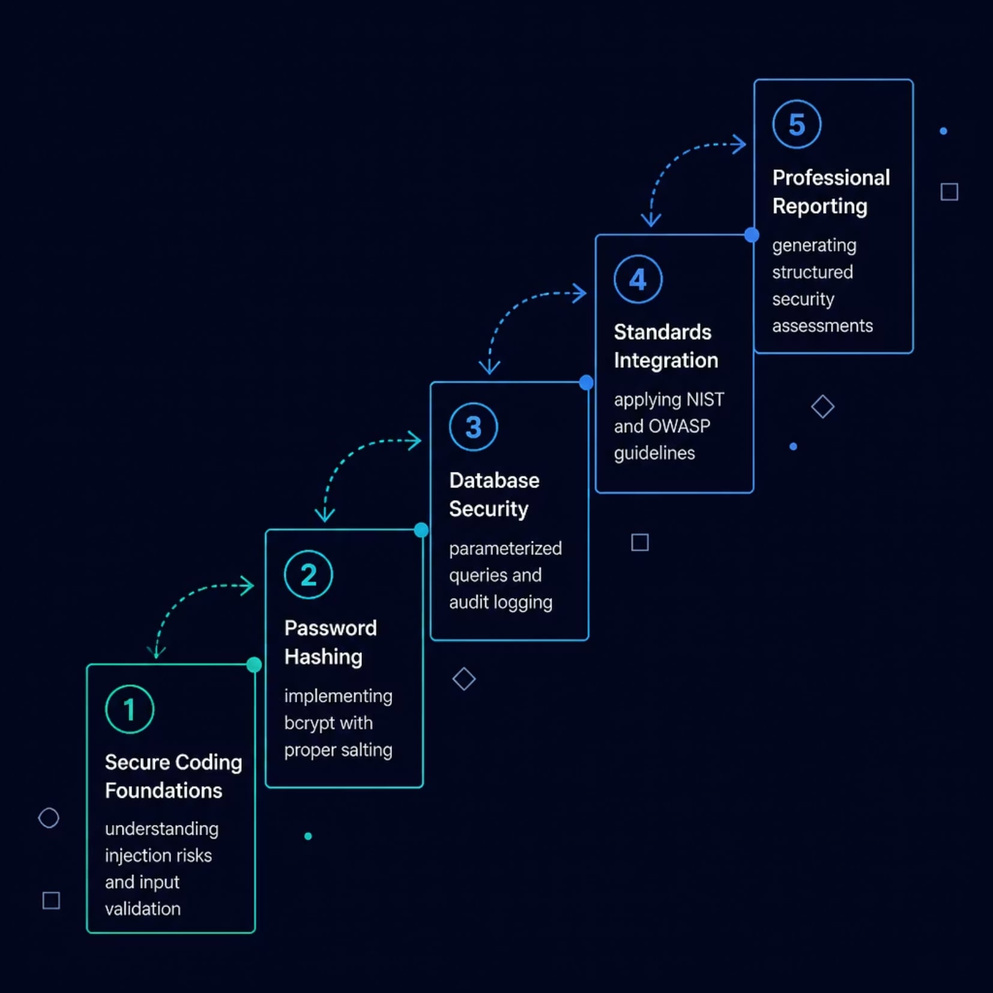 1
Secure Coding
Foundations
understanding
injection risks
and input
validation
2
Password
Hashing
implementing
bcrypt with
proper salting
3
Database
Security
parameterized
queries and
audit logging
4
Standards
Integration
applying NIST
and OWASP
guidelines
5
Professional
Reporting
generating
structured
security
assessments